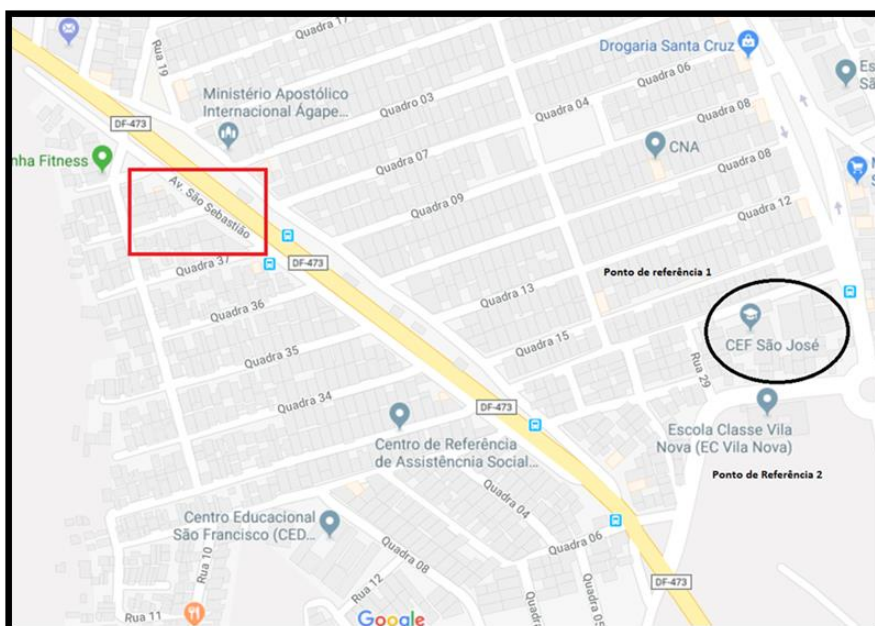 Quadra 17
Rua 19
Drogaria Santa Cruz
Quadra 06
Es
Sã
Ministério Apostólico
Internacional Ágape...
Quadro 03
Quadra 04
Quadra 08
DF-473
CNA
nha Fitness
Quadra 07
Quadra 08
Av. São Sebastião
Quadra 09
Quadra 12
DF-473
Quadra 37
Ponto de referência 1
Quadra 13
Quadra 36
Quadra 15
CEF São José
Quadra 35
Rua 29
Quadra 34
DF-473
Escola Classe Vila
Nova (EC Vila Nova)
Centro de Referência
de Assistêncnia Social...
Ponto de Referência 2
Quadra 04
Centro Educacional
São Francisco (CED...
Quadra 06
Rua 10
Quadra 08
DF-473
Rua 12
Rua 11
Google
Quadra 05